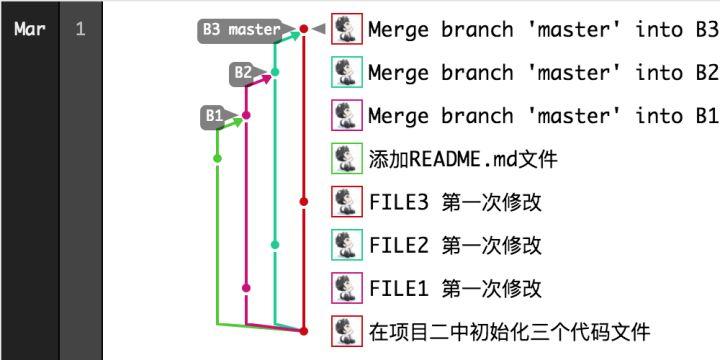 Mar 1 B3 master Merge branch 'master' into B3
B2 Merge branch 'master' into B2
B1 Merge branch 'master' into B1
添加README.md文件
FILE3 第一次修改
FILE2 第一次修改
FILE1 第一次修改
在项目二中初始化三个代码文件